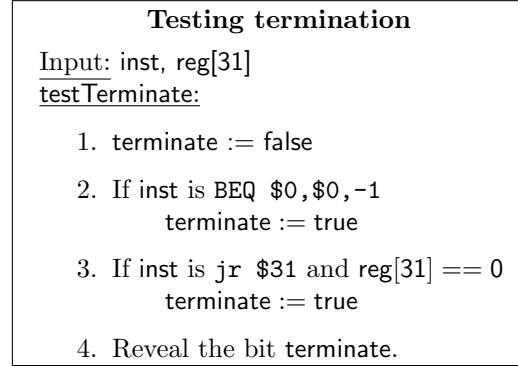 Testing termination
Input: inst, reg[31]
testTerminate:
1. terminate := false
2. If inst is BEQ $0,$0,-1
terminate := true
3. If inst is jr $31 and reg[31] == 0
terminate := true
4. Reveal the bit terminate.